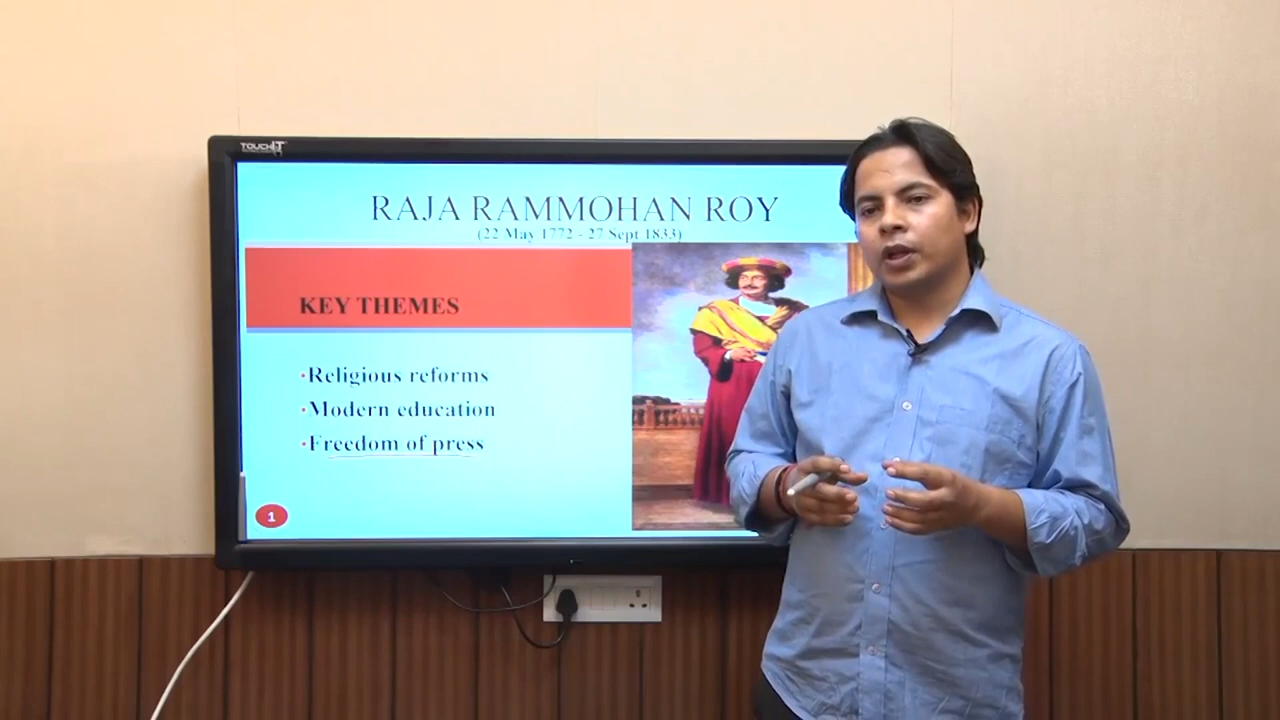 TOUCHIT
RAJA RAMMOHAN ROY
(22 May 1772 - 27 Sept 1833)
KEY THEMES
•Religious reforms
•Modern education
•Freedom of press
1